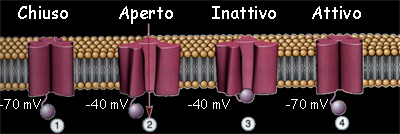 Chiuso Aperto Inattivo Attivo
-70 mV -40 mV -40 mV -70 mV
1 2 3 4